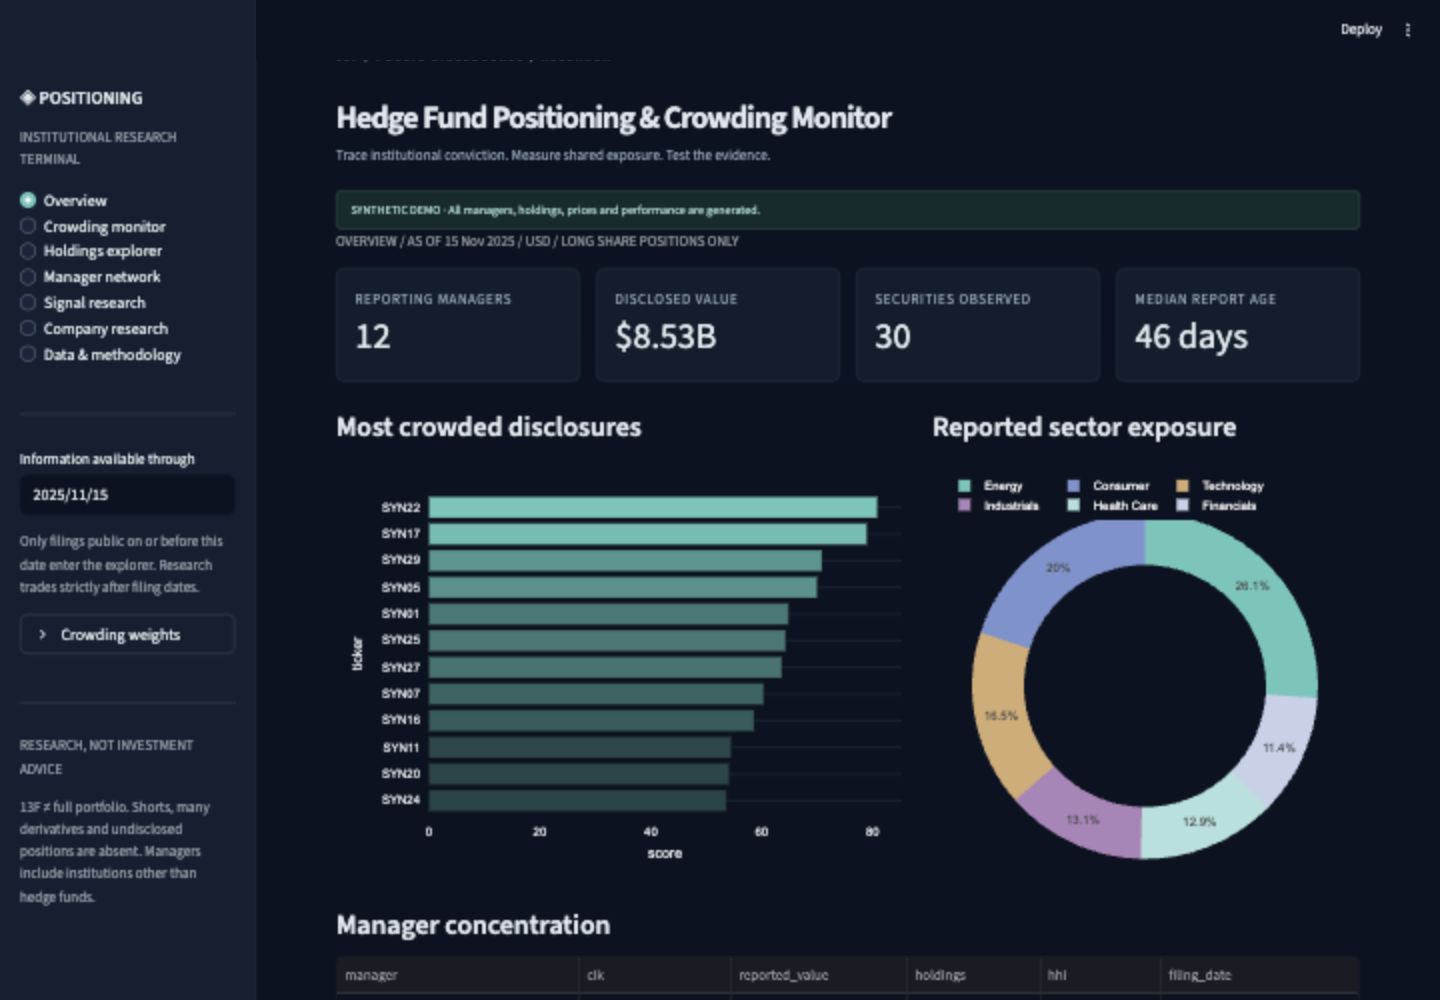 Deploy
POSITIONING
INSTITUTIONAL RESEARCH
TERMINAL
Overview
Crowding monitor
Holdings explorer
Manager network
Signal research
Company research
Data & methodology
Information available through
2025/11/15
Only filings public on or before this
date enter the explorer. Research
trades strictly after filing dates.
Crowding weights
RESEARCH, NOT INVESTMENT
ADVICE
13F ≠ full portfolio. Shorts, many
derivatives and undisclosed
positions are absent. Managers
include institutions other than
hedge funds.
Hedge Fund Positioning & Crowding Monitor
Trace institutional conviction. Measure shared exposure. Test the evidence.
SYNTHETIC DEMO · All managers, holdings, prices and performance are generated.
OVERVIEW / AS OF 15 Nov 2025 / USD / LONG SHARE POSITIONS ONLY
REPORTING MANAGERS
12
DISCLOSED VALUE
$8.53B
SECURITIES OBSERVED
30
MEDIAN REPORT AGE
46 days
Most crowded disclosures
ticker
SYN22
SYN17
SYN29
SYN05
SYN01
SYN25
SYN27
SYN07
SYN16
SYN11
SYN20
SYN24
0 20 40 60 80
score
Reported sector exposure
Energy Consumer Technology
Industrials Health Care Financials
20%
26.1%
16.5%
11.4%
13.1%
12.9%
Manager concentration
manager cik reported_value holdings hhi filing_date